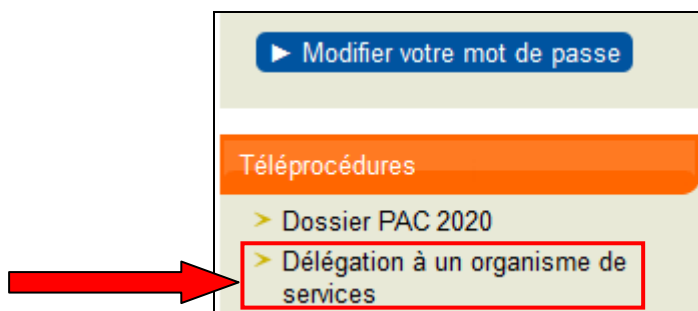 ► Modifier votre mot de passe
Téléprocédures
➢ Dossier PAC 2020
➢ Délégation à un organisme de
services